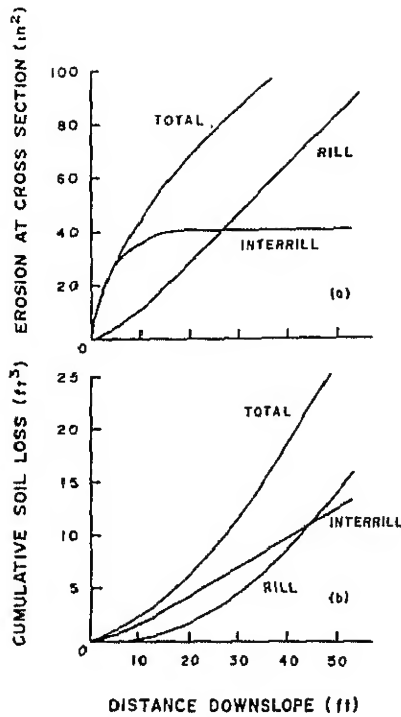 EROSION AT CROSS SECTION (in²)
100
80
60
40
20
0
TOTAL
RILL
INTERRILL
(a)
CUMULATIVE SOIL LOSS (ft³)
25
20
15
10
5
0
TOTAL
INTERRILL
RILL
(b)
10 20 30 40 50
DISTANCE DOWNSLOPE (ft)